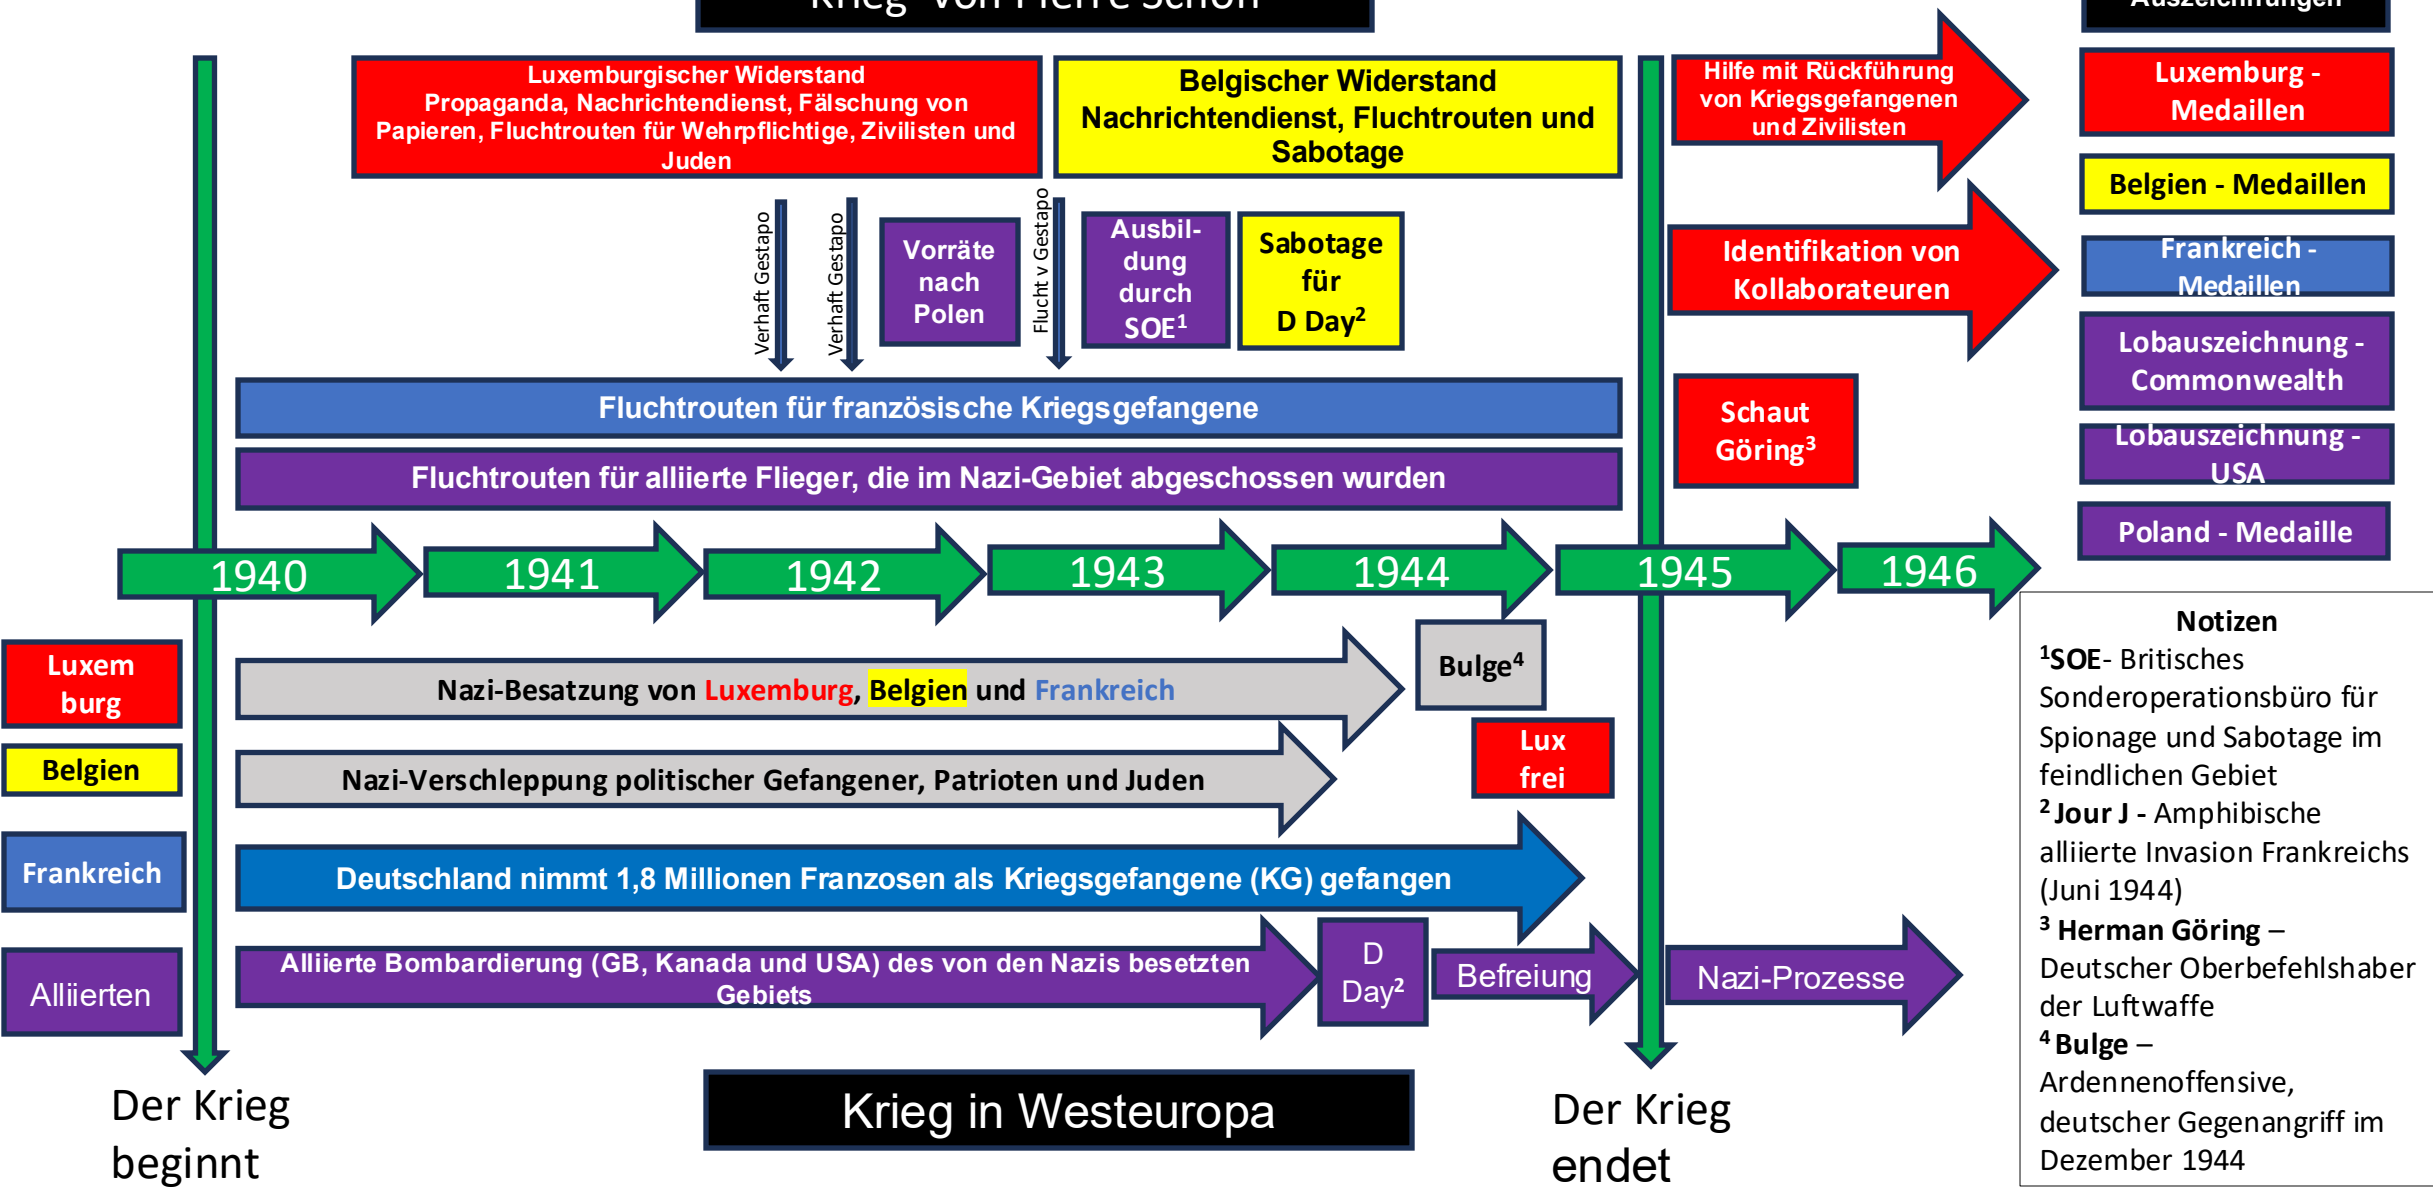 Krieg von Pierre Schon
Auszeichnungen
Luxemburgischer Widerstand
Propaganda, Nachrichtendienst, Fälschung von
Papieren, Fluchtrouten für Wehrpflichtige, Zivilisten und
Juden
Belgischer Widerstand
Nachrichtendienst, Fluchtrouten und
Sabotage
Hilfe mit Rückführung
von Kriegsgefangenen
und Zivilisten
Luxemburg -
Medaillen
Belgien - Medaillen
Verhaft Gestapo
Verhaft Gestapo
Vorräte
nach
Polen
Flucht v Gestapo
Ausbil-
dung
durch
SOE¹
Sabotage
für
D Day²
Identifikation von
Kollaborateuren
Frankreich -
Medaillen
Lobauszeichnung -
Commonwealth
Fluchtrouten für französische Kriegsgefangene
Schaut
Göring³
Lobauszeichnung -
USA
Fluchtrouten für alliierte Flieger, die im Nazi-Gebiet abgeschossen wurden
Poland - Medaille
1940
1941
1942
1943
1944
1945
1946
Luxem
burg
Nazi-Besatzung von Luxemburg, Belgien und Frankreich
Bulge⁴
Lux
frei
Belgien
Nazi-Verschleppung politischer Gefangener, Patrioten und Juden
Frankreich
Deutschland nimmt 1,8 Millionen Franzosen als Kriegsgefangene (KG) gefangen
Alliierten
Alliierte Bombardierung (GB, Kanada und USA) des von den Nazis besetzten
Gebiets
D
Day²
Befreiung
Nazi-Prozesse
Der Krieg
beginnt
Krieg in Westeuropa
Der Krieg
endet
Notizen
¹SOE- Britisches
Sonderoperationsbüro für
Spionage und Sabotage im
feindlichen Gebiet
² Jour J - Amphibische
alliierte Invasion Frankreichs
(Juni 1944)
³ Herman Göring –
Deutscher Oberbefehlshaber
der Luftwaffe
⁴ Bulge –
Ardennenoffensive,
deutscher Gegenangriff im
Dezember 1944